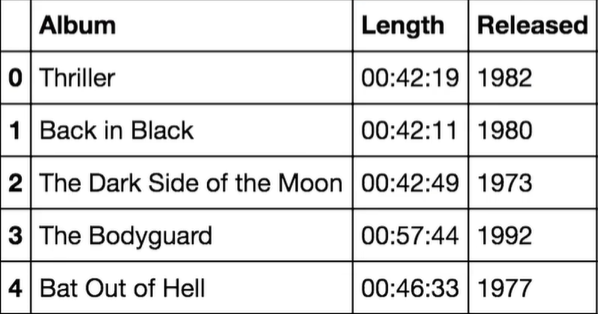 Album Length Released
0 Thriller 00:42:19 1982
1 Back in Black 00:42:11 1980
2 The Dark Side of the Moon 00:42:49 1973
3 The Bodyguard 00:57:44 1992
4 Bat Out of Hell 00:46:33 1977